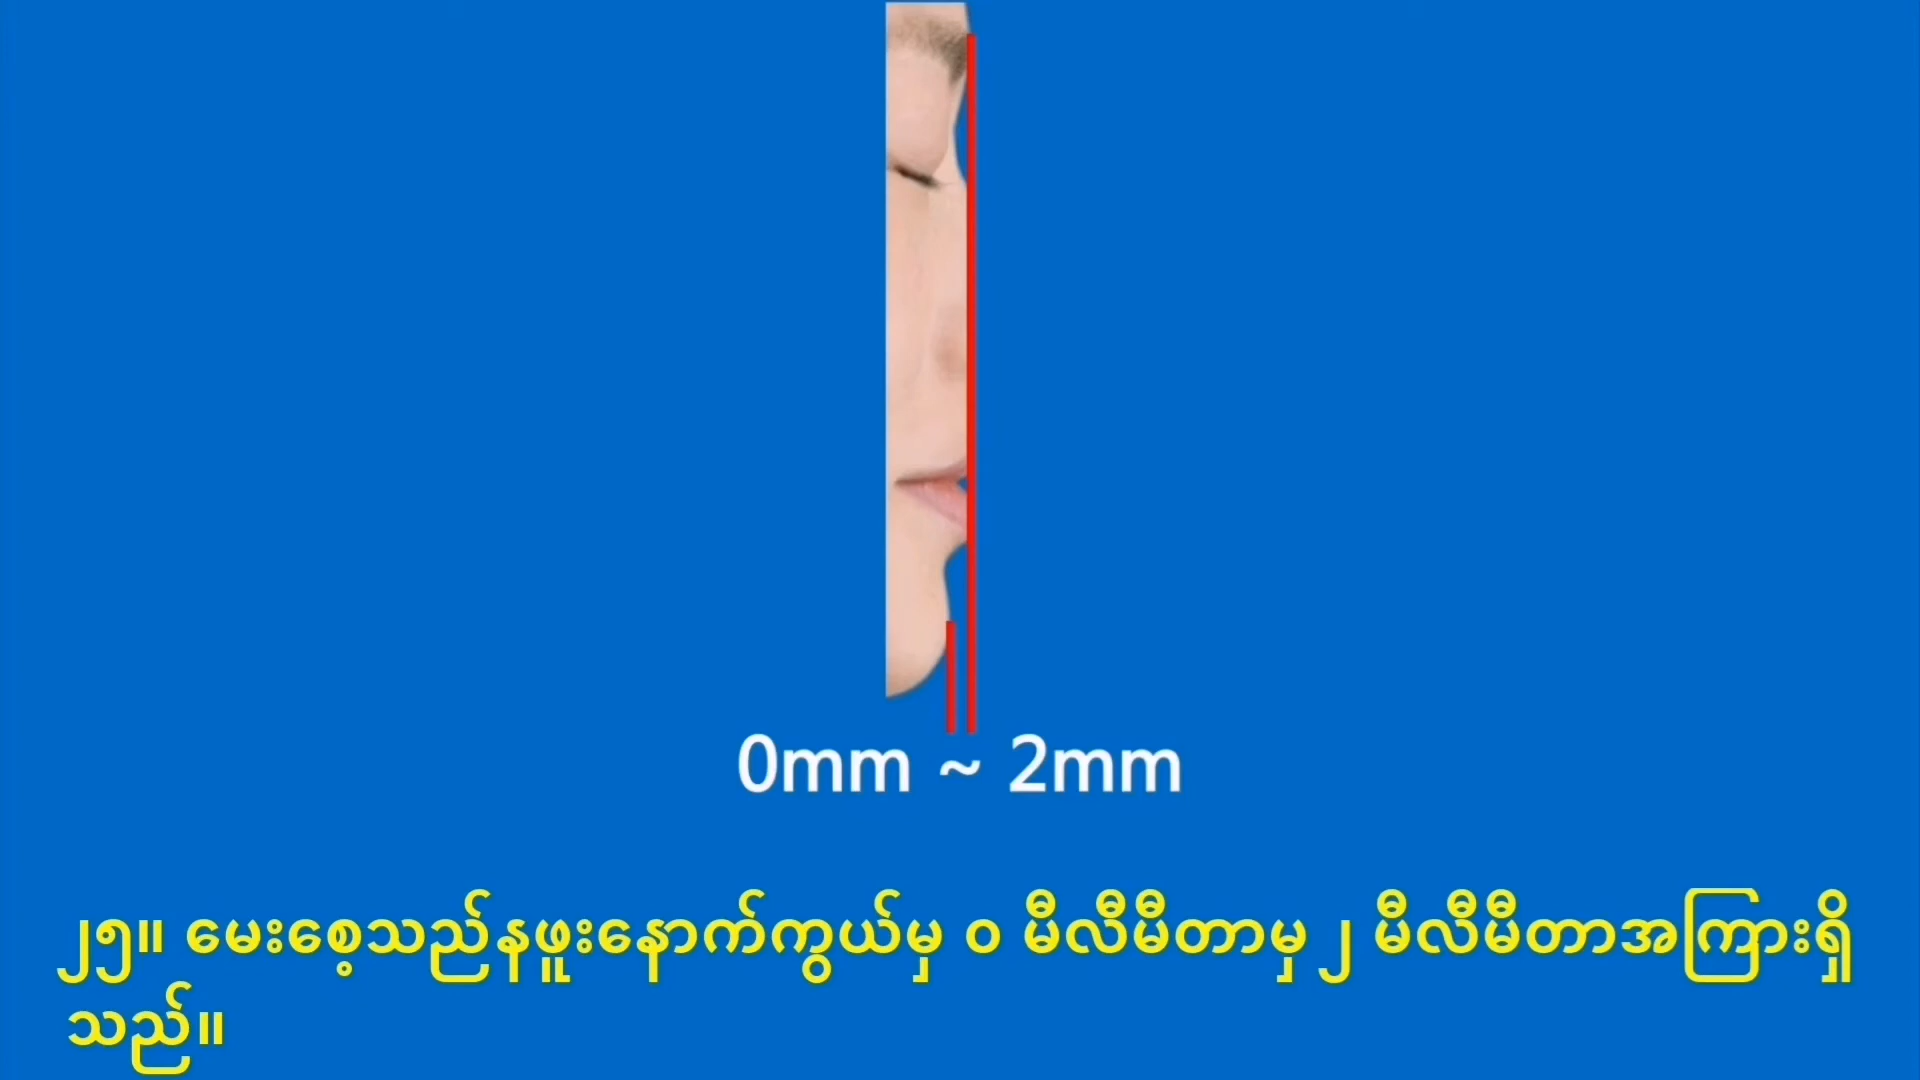 0mm ~ 2mm
၂၅။ မေးစေ့သည်နဖူးနောက်ကွယ်မှ ၀ မီလီမီတာမှ ၂ မီလီမီတာအကြားရှိ
သည်။